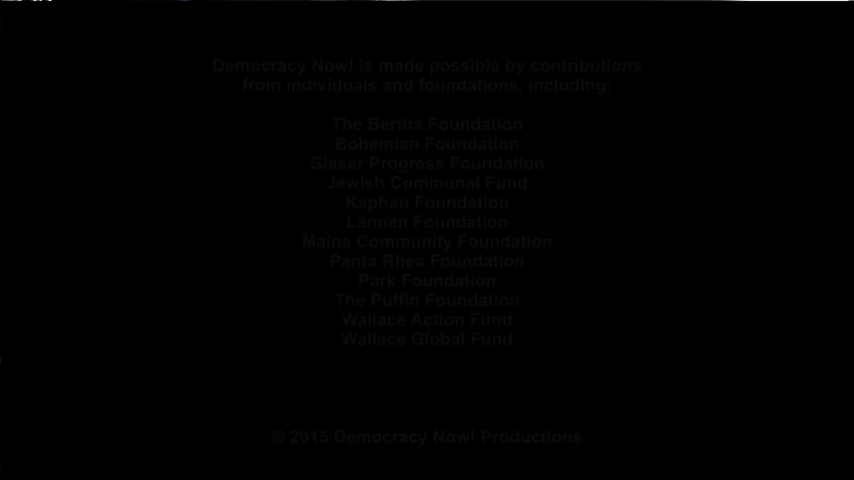 Democracy Now! is made possible by contributions
from individuals and foundations, including:
The Bertha Foundation
Bohemian Foundation
Glaser Progress Foundation
Jewish Communal Fund
Kaphan Foundation
Lannan Foundation
Maine Community Foundation
Panta Rhea Foundation
Park Foundation
The Puffin Foundation
Wallace Action Fund
Wallace Global Fund
© 2015 Democracy Now! Productions